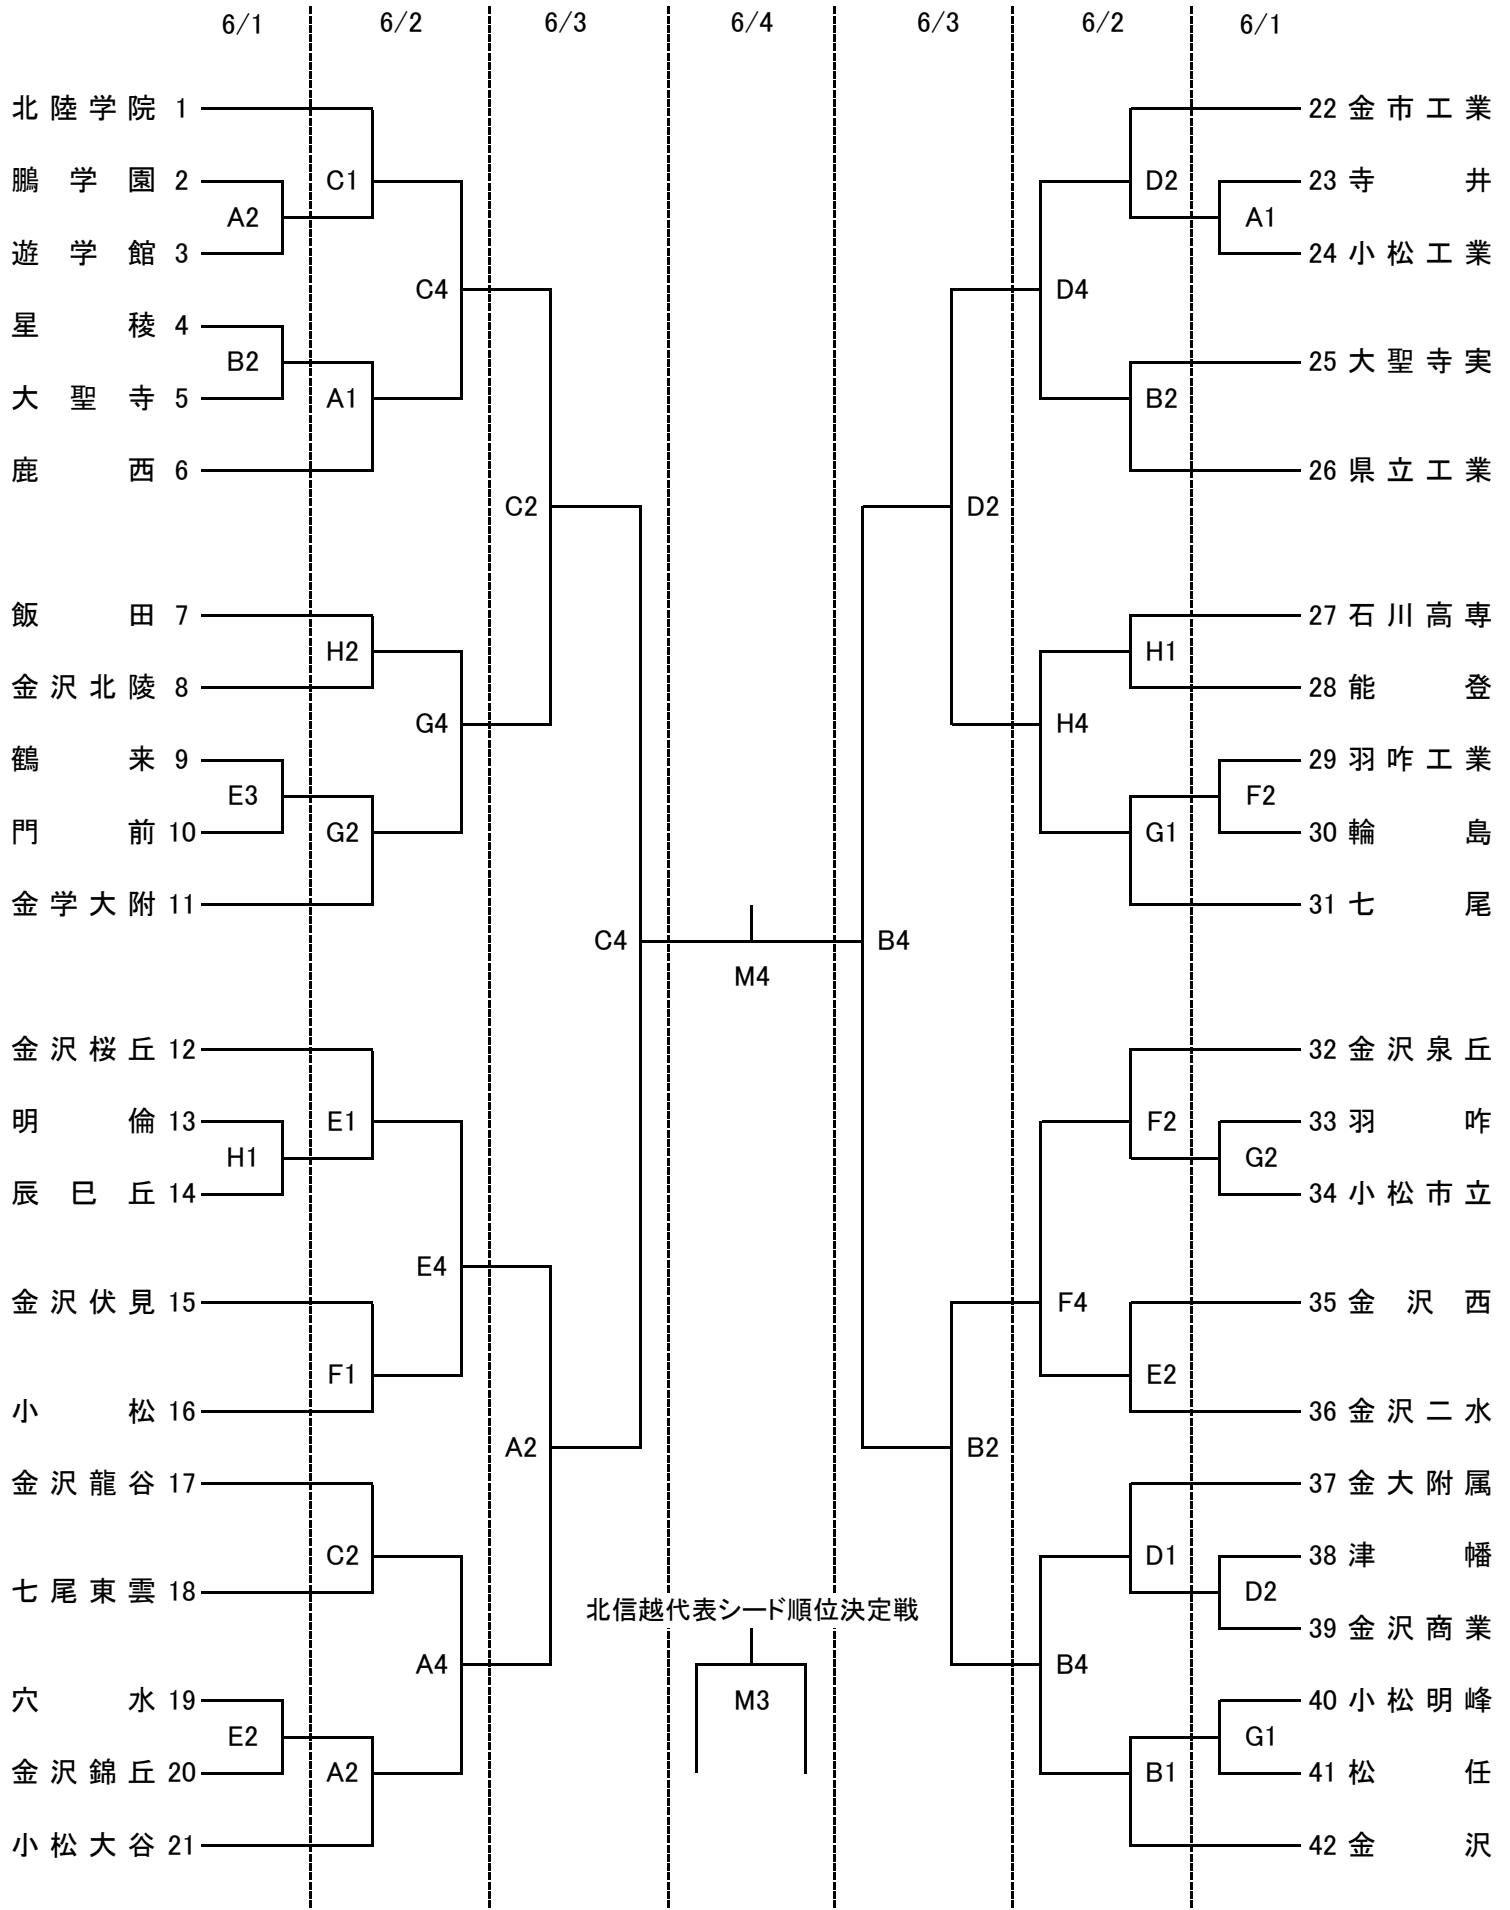 6/1 6/2 6/3 6/4 6/3 6/2 6/1
北陸学院 1 22 金市工業
鵬学園 2 C1 D2 23 寺井
A2 A1
遊学館 3 24 小松工業
C4 D4
星稜 4
B2 25 大聖寺実
大聖寺 5 A1 B2
鹿西 6 26 県立工業
C2 D2
飯田 7 27 石川高専
H2 H1
金沢北陵 8 28 能登
G4 H4
鶴来 9 29 羽咋工業
E3 F2
門前 10 G2 G1 30 輪島
金学大附 11 31 七尾
C4 B4
M4
金沢桜丘 12 32 金沢泉丘
明倫 13 E1 F2 33 羽咋
H1 G2
辰巳丘 14 34 小松市立
E4
金沢伏見 15 F4 35 金沢西
F1 E2
小松 16 36 金沢二水
A2 B2
金沢龍谷 17 37 金大附属
C2 D1 38 津幡
七尾東雲 18 D2
北信越代表シード順位決定戦
39 金沢商業
A4 B4
穴水 19 M3 40 小松明峰
E2 G1
金沢錦丘 20 A2 B1 41 松任
小松大谷 21 42 金沢